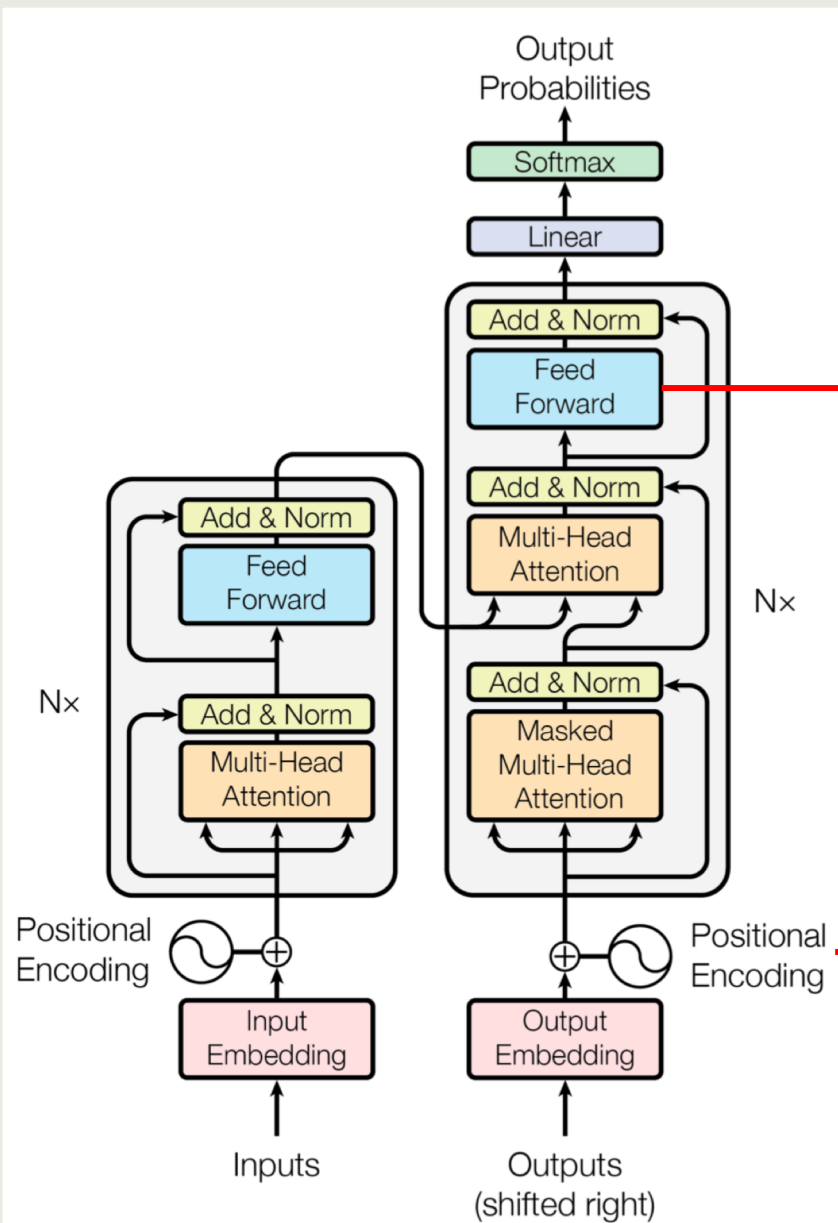 Output
Probabilities
Softmax
Linear
Add & Norm
Feed
Forward
Add & Norm
Multi-Head
Attention
Nx
Add & Norm
Masked
Multi-Head
Attention
Add & Norm
Feed
Forward
Nx
Add & Norm
Multi-Head
Attention
Positional
Encoding
Positional
Encoding
Input
Embedding
Output
Embedding
Inputs
Outputs
(shifted right)